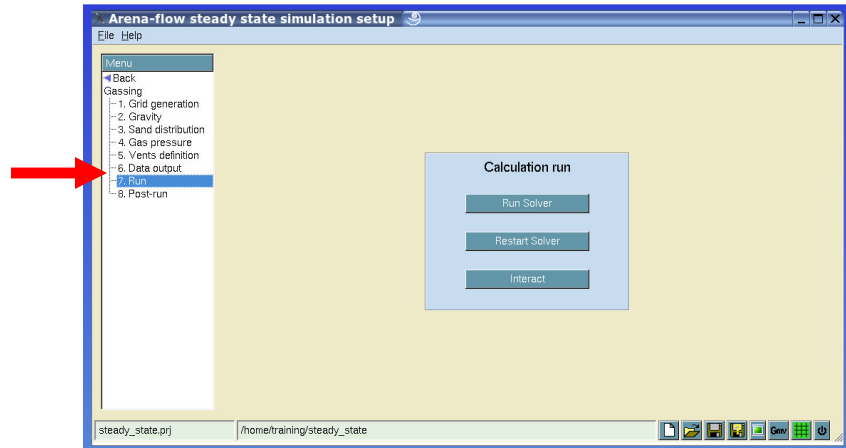 Arena-flow steady state simulation setup
File Help
Menu
Back
Gassing
1. Grid generation
2. Gravity
3. Sand distribution
4. Gas pressure
5. Vents definition
6. Data output
7. Run
8. Post-run
Calculation run
Run Solver
Restart Solver
Interact
steady_state.prj
/home/training/steady_state
Gmv